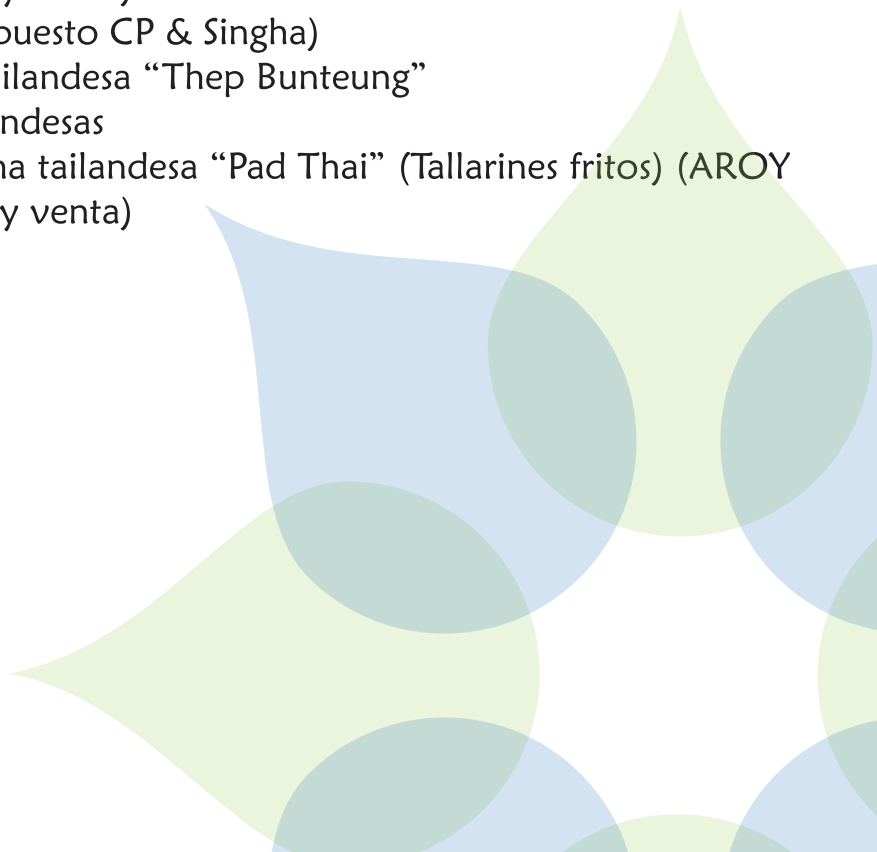 puesto CP & Singha)
ilandesa “Thep Bunteung”
ndesas
na tailandesa “Pad Thai” (Tallarines fritos) (AROY
y venta)